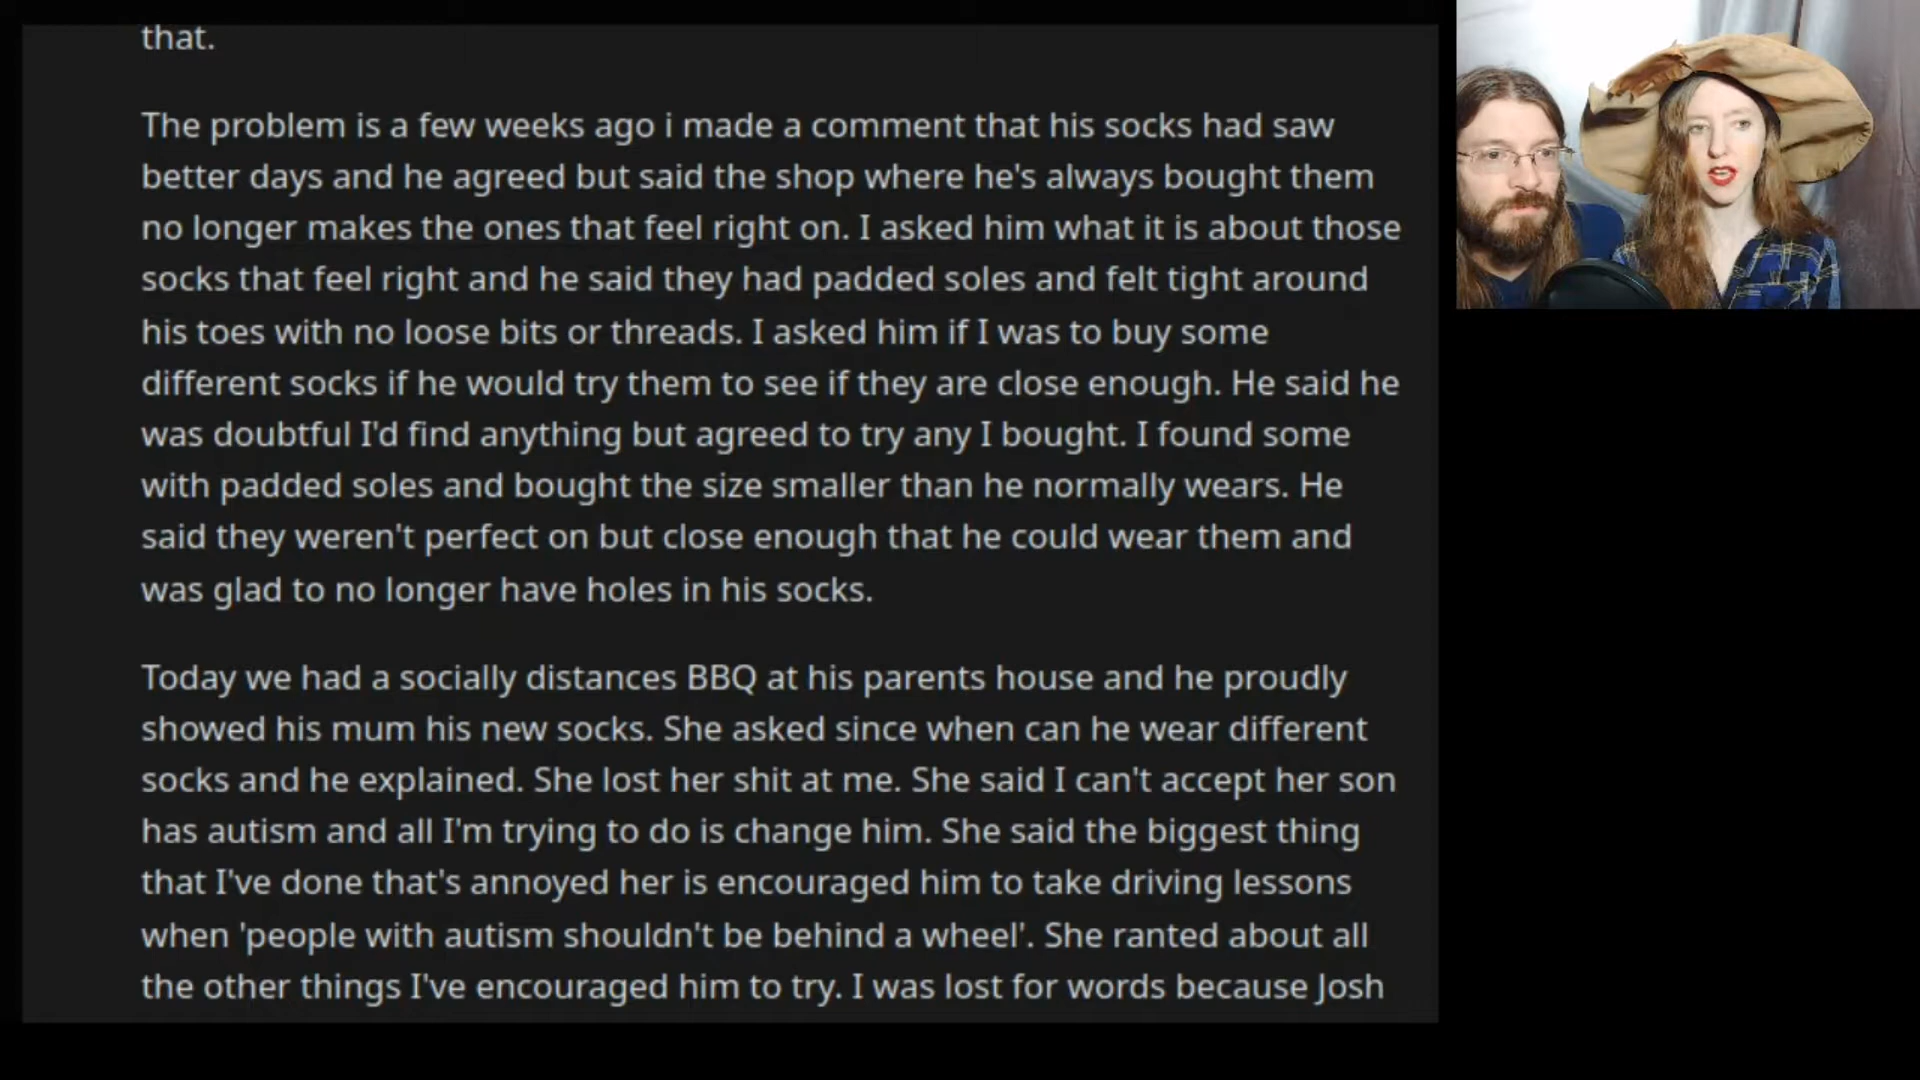 that.
The problem is a few weeks ago i made a comment that his socks had saw
better days and he agreed but said the shop where he's always bought them
no longer makes the ones that feel right on. I asked him what it is about those
socks that feel right and he said they had padded soles and felt tight around
his toes with no loose bits or threads. I asked him if I was to buy some
different socks if he would try them to see if they are close enough. He said he
was doubtful I'd find anything but agreed to try any I bought. I found some
with padded soles and bought the size smaller than he normally wears. He
said they weren't perfect on but close enough that he could wear them and
was glad to no longer have holes in his socks.
Today we had a socially distances BBQ at his parents house and he proudly
showed his mum his new socks. She asked since when can he wear different
socks and he explained. She lost her shit at me. She said I can't accept her son
has autism and all I'm trying to do is change him. She said the biggest thing
that I've done that's annoyed her is encouraged him to take driving lessons
when 'people with autism shouldn't be behind a wheel'. She ranted about all
the other things I've encouraged him to try. I was lost for words because Josh